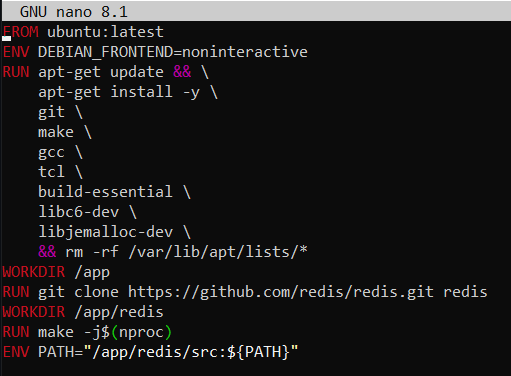 GNU nano 8.1
FROM ubuntu:latest
ENV DEBIAN_FRONTEND=noninteractive
RUN apt-get update && \
    apt-get install -y \
    git \
    make \
    gcc \
    tcl \
    build-essential \
    libc6-dev \
    libjemalloc-dev \
    && rm -rf /var/lib/apt/lists/*
WORKDIR /app
RUN git clone https://github.com/redis/redis.git redis
WORKDIR /app/redis
RUN make -j$(nproc)
ENV PATH="/app/redis/src:${PATH}"